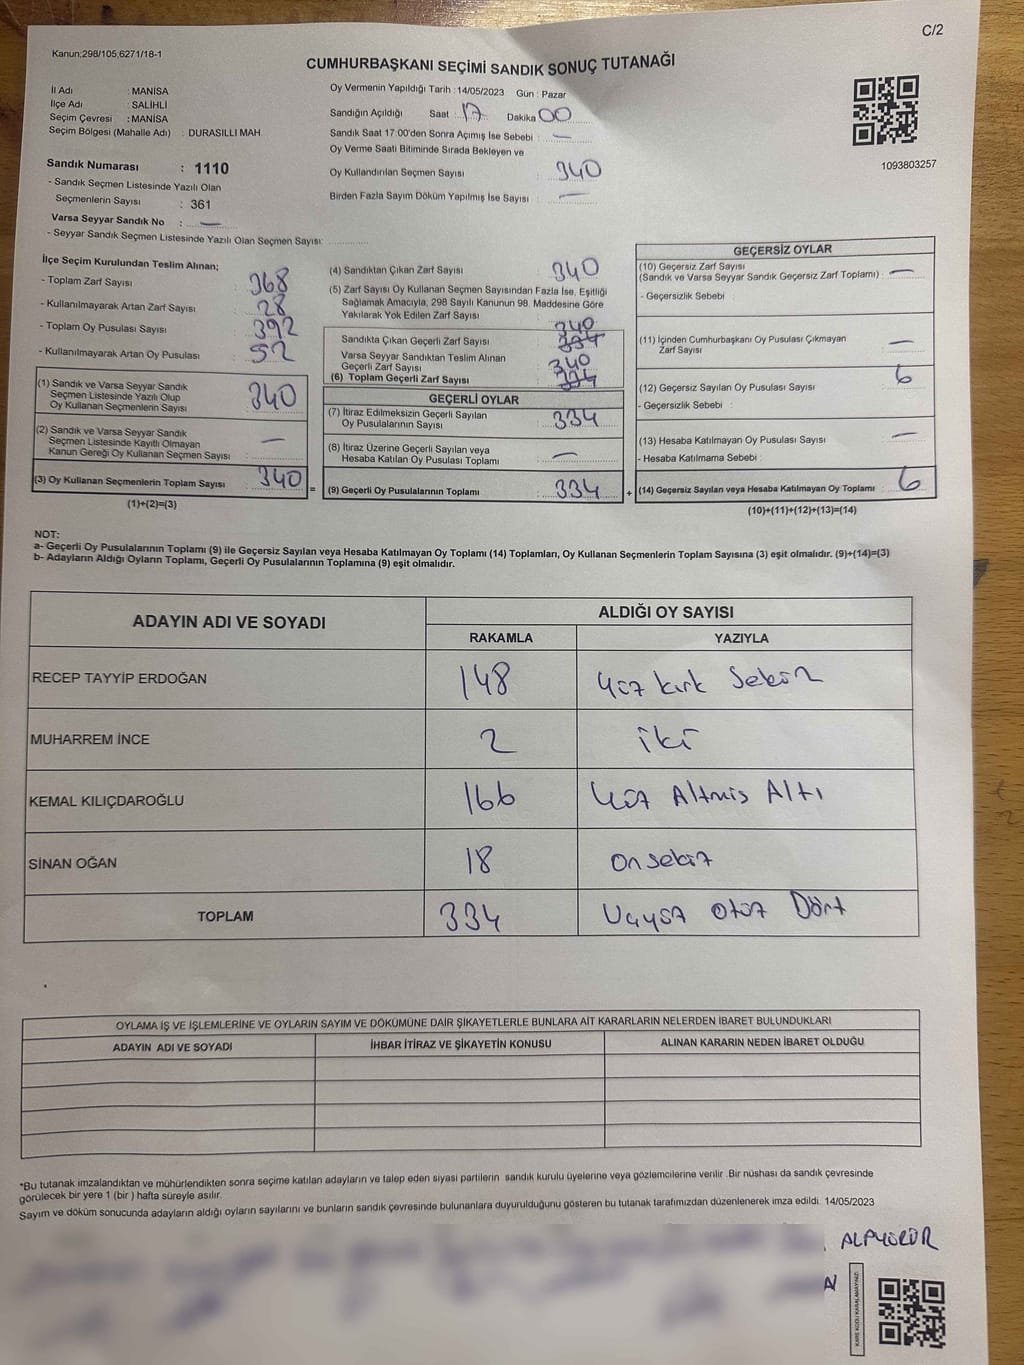 C/2
Kanun:298/105,6271/18-1
CUMHURBAŞKANI SEÇİMİ SANDIK SONUÇ TUTANAĞI
İl Adı : MANİSA
İlçe Adı : SALİHLİ
Seçim Çevresi : MANİSA
Seçim Bölgesi (Mahalle Adı) : DURASILLI MAH.
Sandık Numarası : 1110
- Sandık Seçmen Listesinde Yazılı Olan
Seçmenlerin Sayısı : 361
Varsa Seyyar Sandık No : —
- Seyyar Sandık Seçmen Listesinde Yazılı Olan Seçmen Sayısı:
Oy Vermenin Yapıldığı Tarih : 14/05/2023 Gün : Pazar
Sandığın Açıldığı Saat : 17 Dakika 00
Sandık Saat 17:00'den Sonra Açımış İse Sebebi : —
Oy Verme Saati Bitiminde Sırada Bekleyen ve
Oy Kullandırılan Seçmen Sayısı : 340
Birden Fazla Sayım Döküm Yapılmış İse Sayısı : —
1093803257
İlçe Seçim Kurulundan Teslim Alınan;
- Toplam Zarf Sayısı : 368
- Kullanılmayarak Artan Zarf Sayısı : 28
- Toplam Oy Pusulası Sayısı : 392
- Kullanılmayarak Artan Oy Pusulası : 52
(1) Sandık ve Varsa Seyyar Sandık
Seçmen Listesinde Yazılı Olup
Oy Kullanan Seçmenlerin Sayısı : 340
(2) Sandık ve Varsa Seyyar Sandık
Seçmen Listesinde Kayıtlı Olmayan
Kanun Gereği Oy Kullanan Seçmen Sayısı : —
(3) Oy Kullanan Seçmenlerin Toplam Sayısı : 340
(1)+(2)=(3)
=
(4) Sandıktan Çıkan Zarf Sayısı : 340
(5) Zarf Sayısı Oy Kullanan Seçmen Sayısından Fazla İse, Eşitliği
Sağlamak Amacıyla, 298 Sayılı Kanunun 98. Maddesine Göre
Yakılarak Yok Edilen Zarf Sayısı :
340
Sandıkta Çıkan Geçerli Zarf Sayısı : 334
Varsa Seyyar Sandıktan Teslim Alınan
Geçerli Zarf Sayısı : 340
(6) Toplam Geçerli Zarf Sayısı : 334
GEÇERLİ OYLAR
(7) İtiraz Edilmeksizin Geçerli Sayılan
Oy Pusulalarının Sayısı : 334
(8) İtiraz Üzerine Geçerli Sayılan veya
Hesaba Katılan Oy Pusulası Toplamı : —
(9) Geçerli Oy Pusulalarının Toplamı : 334
+
GEÇERSİZ OYLAR
(10) Geçersiz Zarf Sayısı
(Sandık ve Varsa Seyyar Sandık Geçersiz Zarf Toplamı) : —
- Geçersizlik Sebebi :
(11) İçinden Cumhurbaşkanı Oy Pusulası Çıkmayan
Zarf Sayısı : —
(12) Geçersiz Sayılan Oy Pusulası Sayısı : 6
- Geçersizlik Sebebi :
(13) Hesaba Katılmayan Oy Pusulası Sayısı : —
- Hesaba Katılmama Sebebi :
(14) Geçersiz Sayılan veya Hesaba Katılmayan Oy Toplamı : 6
(10)+(11)+(12)+(13)=(14)
NOT:
a- Geçerli Oy Pusulalarının Toplamı (9) ile Geçersiz Sayılan veya Hesaba Katılmayan Oy Toplamı (14) Toplamları, Oy Kullanan Seçmenlerin Toplam Sayısına (3) eşit olmalıdır. (9)+(14)=(3)
b- Adayların Aldığı Oyların Toplamı, Geçerli Oy Pusulalarının Toplamına (9) eşit olmalıdır.
ADAYIN ADI VE SOYADI
ALDIĞI OY SAYISI
RAKAMLA YAZIYLA
RECEP TAYYİP ERDOĞAN 148 Yüz kırk Sekiz
MUHARREM İNCE 2 iki
KEMAL KILIÇDAROĞLU 166 Yüz Altmış Altı
SİNAN OĞAN 18 on sekiz
TOPLAM 334 Üçyüz otuz Dört
OYLAMA İŞ VE İŞLEMLERİNE VE OYLARIN SAYIM VE DÖKÜMÜNE DAİR ŞİKAYETLERLE BUNLARA AİT KARARLARIN NELERDEN İBARET BULUNDUKLARI
ADAYIN ADI VE SOYADI İHBAR İTİRAZ VE ŞİKAYETİN KONUSU ALINAN KARARIN NEDEN İBARET OLDUĞU
*Bu tutanak imzalandıktan ve mühürlendikten sonra seçime katılan adayların ve talep eden siyasi partilerin sandık kurulu üyelerine veya gözlemcilerine verilir .Bir nüshası da sandık çevresinde
görülecek bir yere 1 (bir ) hafta süreyle asılır.
Sayım ve döküm sonucunda adayların aldığı oyların sayılarını ve bunların sandık çevresinde bulunanlara duyurulduğunu gösteren bu tutanak tarafımızdan düzenlenerek imza edildi. 14/05/2023
ALPYÜRÜR
KARE KODU KARALAMAYINIZ!